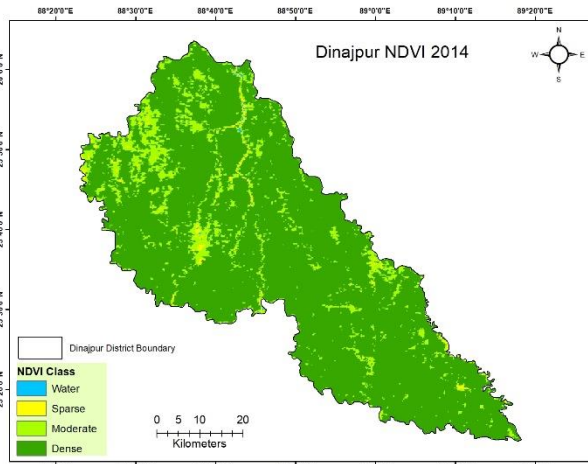 88°20'0"E 88°30'0"E 88°40'0"E 88°50'0"E 89°0'0"E 89°10'0"E 89°20'0"E
Dinajpur NDVI 2014
N
W E
S
Dinajpur District Boundary
NDVI Class
Water
Sparse
Moderate
Dense
0 5 10 20
Kilometers